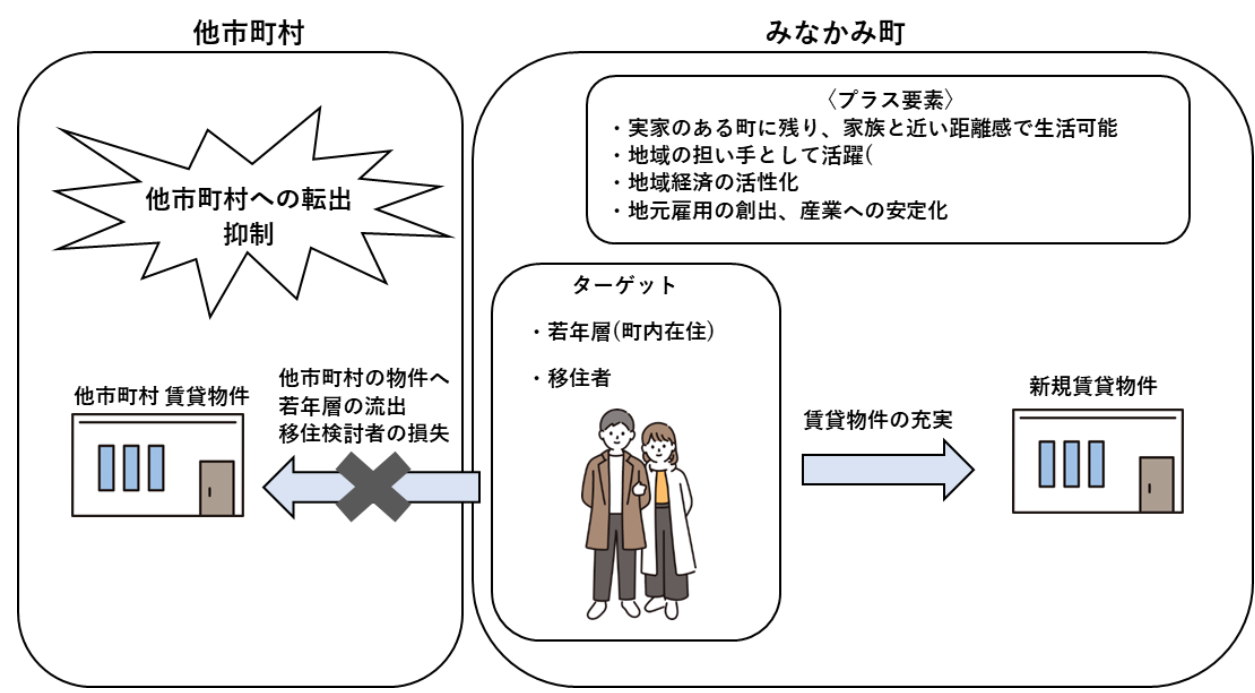 他市町村
みなかみ町
〈プラス要素〉
・実家のある町に残り、家族と近い距離感で生活可能
・地域の担い手として活躍(
・地域経済の活性化
・地元雇用の創出、産業への安定化
他市町村への転出
抑制
ターゲット
・若年層(町内在住)
・移住者
他市町村 賃貸物件
他市町村の物件へ
若年層の流出
移住検討者の損失
賃貸物件の充実
新規賃貸物件